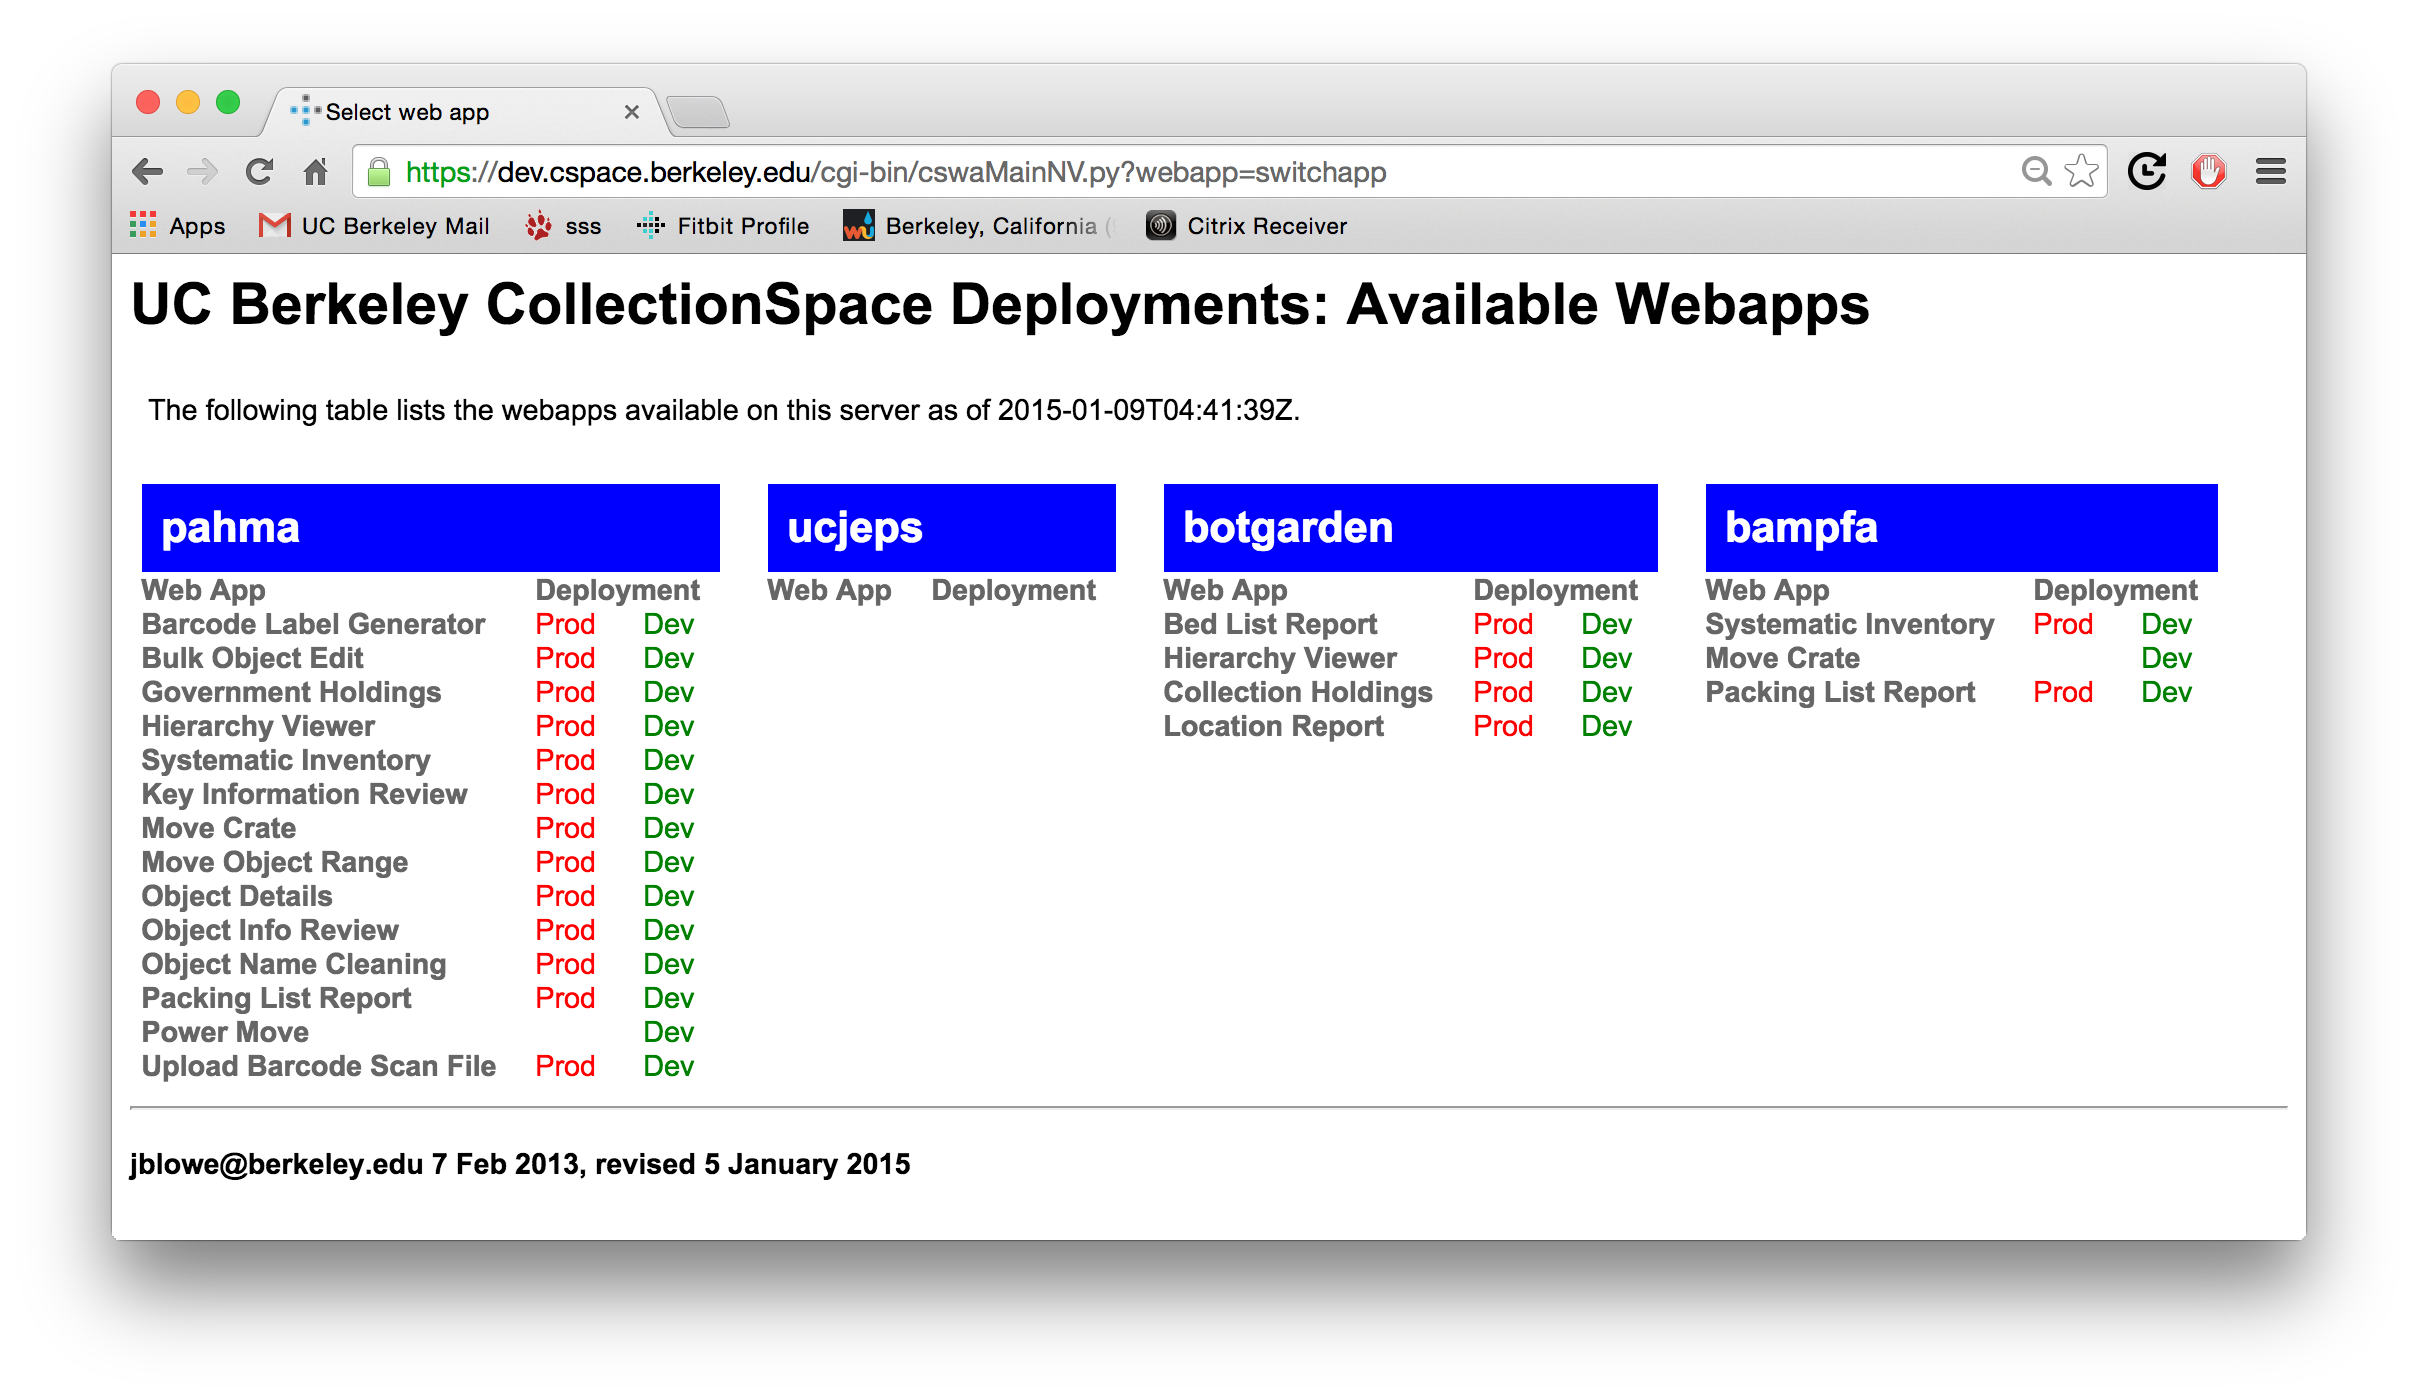 Select web app
https://dev.cspace.berkeley.edu/cgi-bin/cswaMainNV.py?webapp=switchapp
Apps UC Berkeley Mail sss Fitbit Profile Berkeley, California ( Citrix Receiver
UC Berkeley CollectionSpace Deployments: Available Webapps
The following table lists the webapps available on this server as of 2015-01-09T04:41:39Z.
pahma
Web App Deployment
Barcode Label Generator Prod Dev
Bulk Object Edit Prod Dev
Government Holdings Prod Dev
Hierarchy Viewer Prod Dev
Systematic Inventory Prod Dev
Key Information Review Prod Dev
Move Crate Prod Dev
Move Object Range Prod Dev
Object Details Prod Dev
Object Info Review Prod Dev
Object Name Cleaning Prod Dev
Packing List Report Prod Dev
Power Move Dev
Upload Barcode Scan File Prod Dev
ucjeps
Web App Deployment
botgarden
Web App Deployment
Bed List Report Prod Dev
Hierarchy Viewer Prod Dev
Collection Holdings Prod Dev
Location Report Prod Dev
bampfa
Web App Deployment
Systematic Inventory Prod Dev
Move Crate Dev
Packing List Report Prod Dev
jblowe@berkeley.edu 7 Feb 2013, revised 5 January 2015